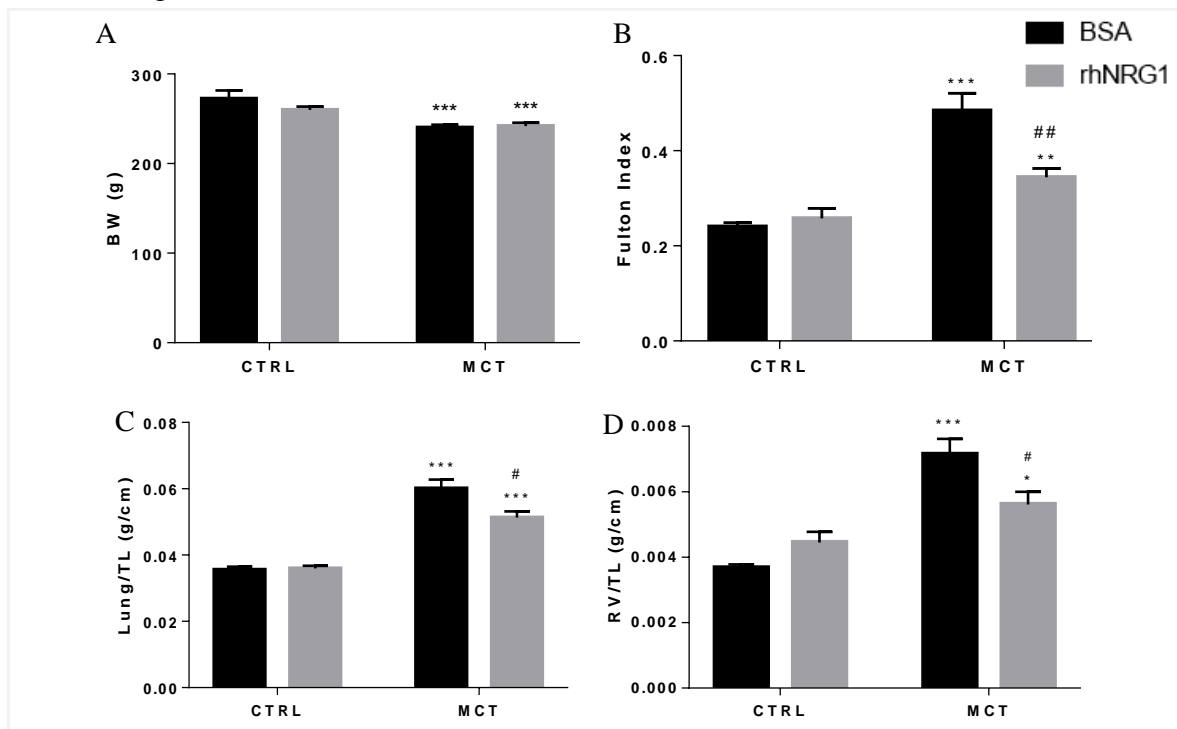 A
BW (g)
300
200
100
0
***
***
CTRL
MCT
B
BSA
rhNRG1
Fulton Index
0.6
0.4
0.2
0.0
***
##
**
CTRL
MCT
C
Lung/TL (g/cm)
0.08
0.06
0.04
0.02
0.00
***
#
***
CTRL
MCT
D
RV/TL (g/cm)
0.008
0.006
0.004
0.002
0.000
***
#
*
CTRL
MCT